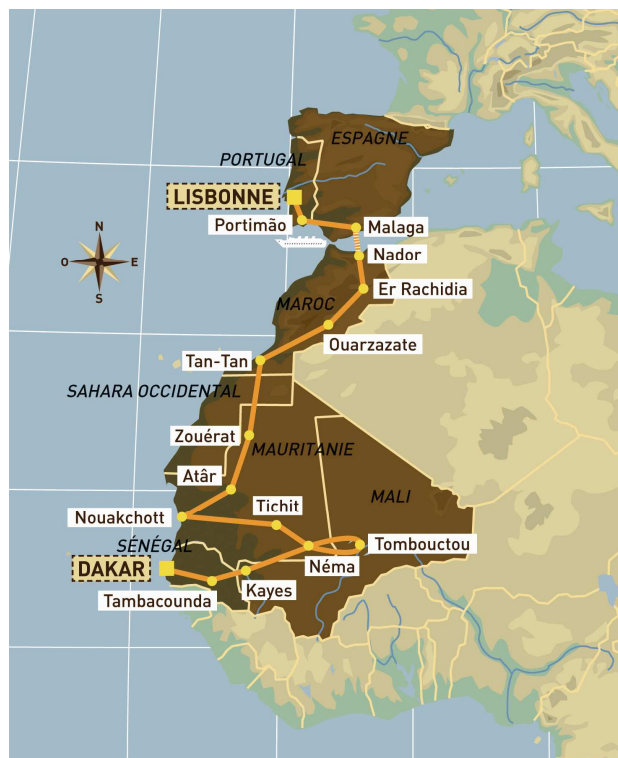 ESPAGNE
PORTUGAL
LISBONNE
Portimão
Malaga
N
O
E
S
Nador
Er Rachidia
MAROC
Ouarzazate
Tan-Tan
SAHARA OCCIDENTAL
Zouérat
MAURITANIE
Atâr
MALI
Tichit
Nouakchott
SÉNÉGAL
Tombouctou
Néma
DAKAR
Kayes
Tambacounda